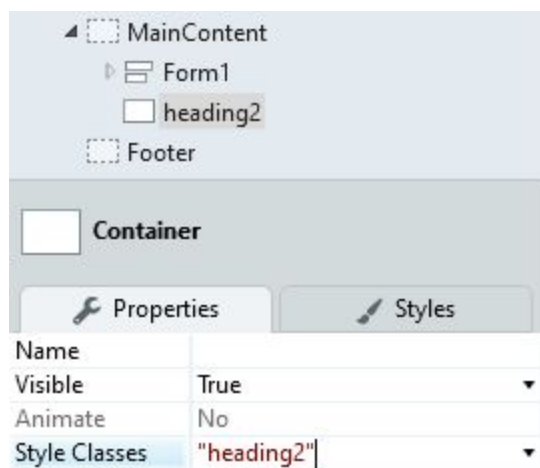 MainContent
Form1
heading2
Footer
Container
Properties Styles
Name
Visible True
Animate No
Style Classes "heading2"